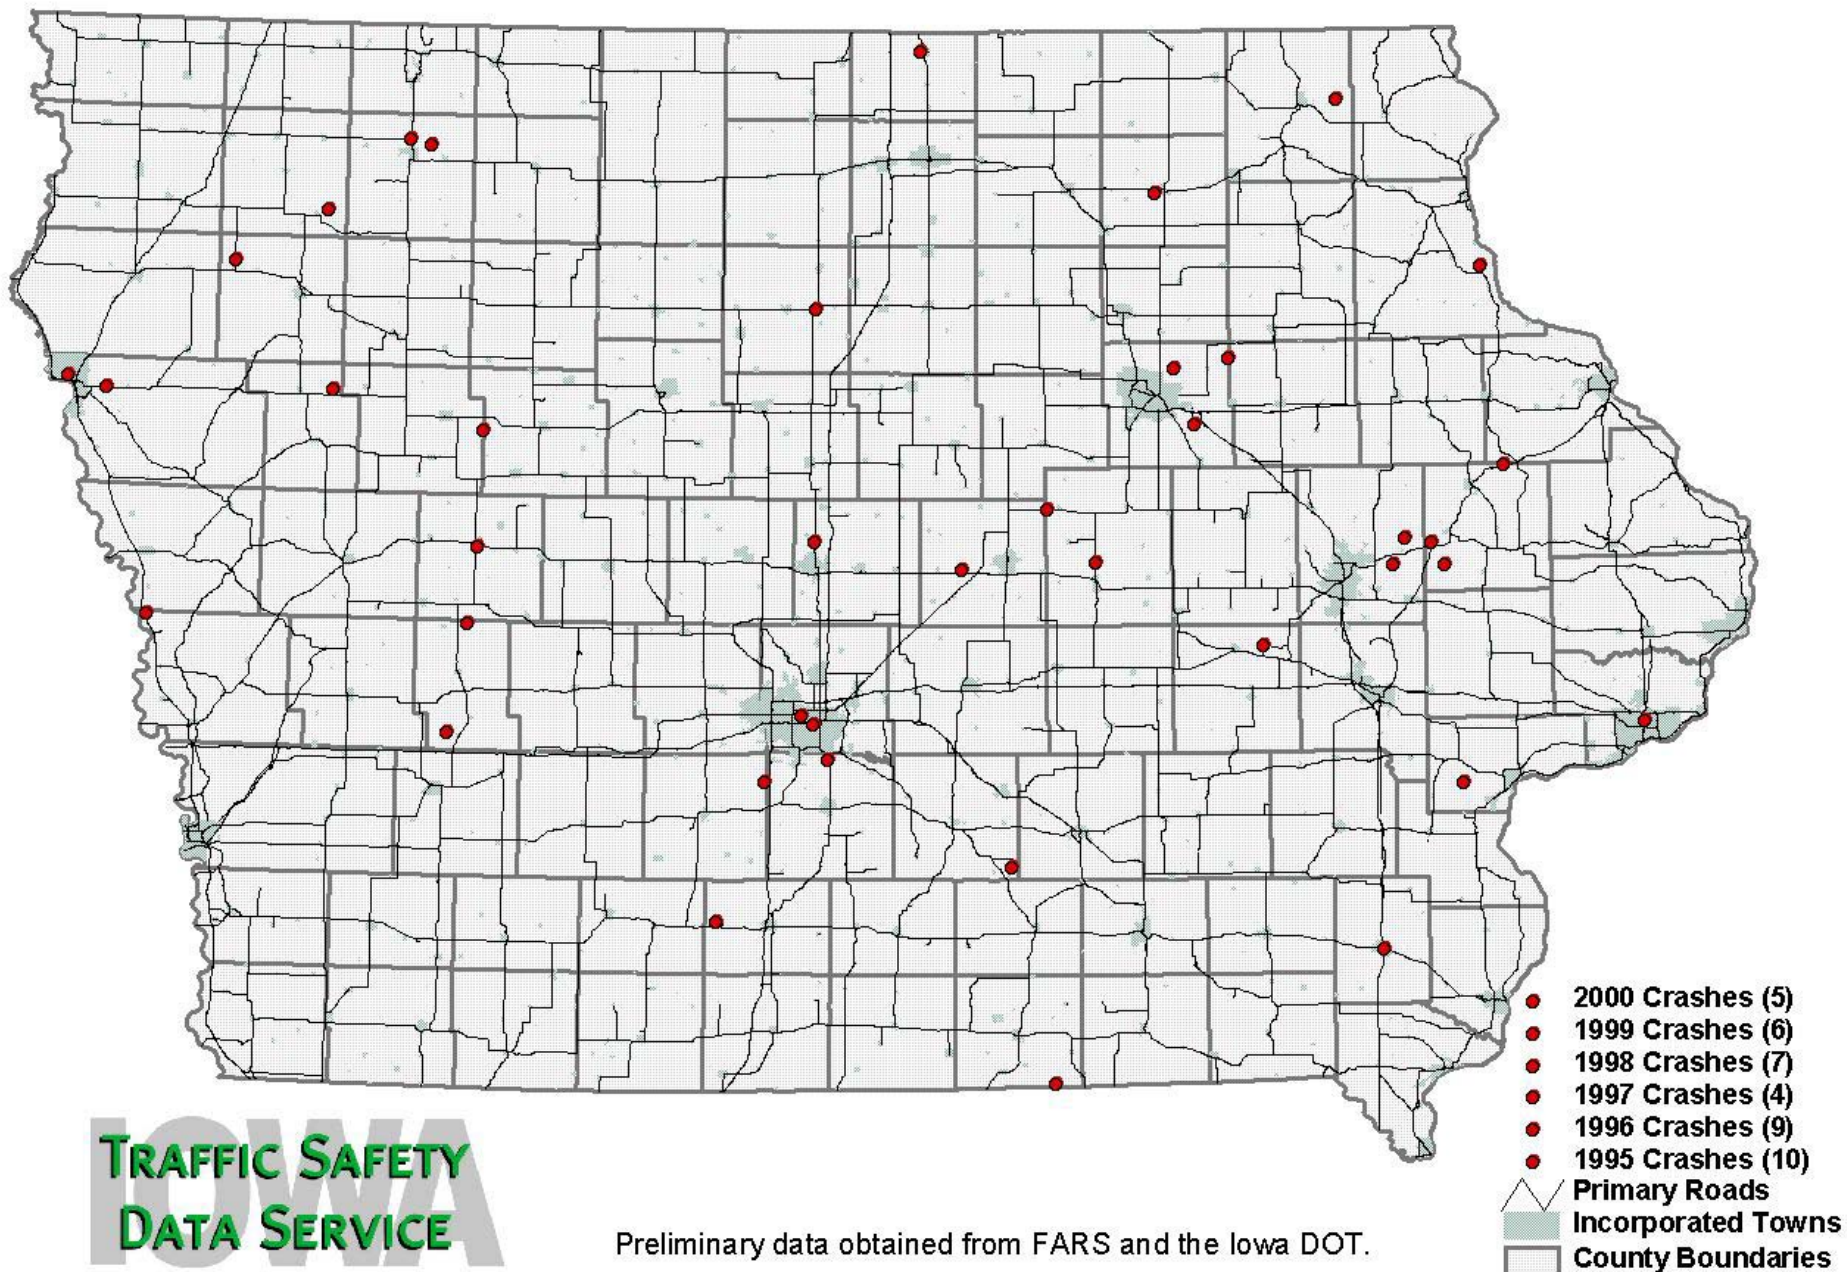 2000 Crashes (5)
1999 Crashes (6)
1998 Crashes (7)
1997 Crashes (4)
1996 Crashes (9)
1995 Crashes (10)
Primary Roads
Incorporated Towns
County Boundaries
IOWA
TRAFFIC SAFETY
DATA SERVICE
Preliminary data obtained from FARS and the Iowa DOT.